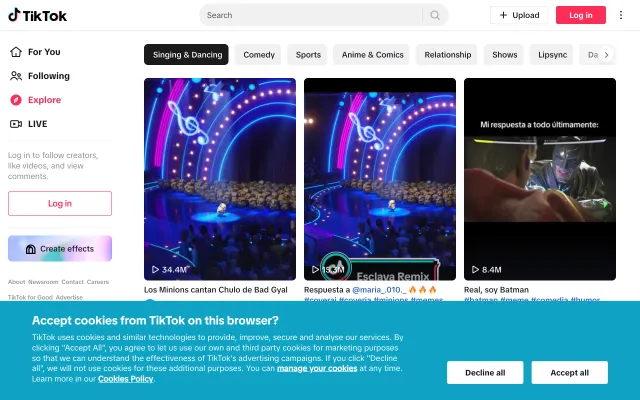 TikTok
Search
Upload
Log in
For You
Following
Explore
LIVE
Log in to follow creators,
like videos, and view
comments.
Log in
Create effects
About Newsroom Contact Careers
TikTok for Good Advertise
Singing & Dancing
Comedy
Sports
Anime & Comics
Relationship
Shows
Lipsync
Da
34.4M
Los Minions cantan Chulo de Bad Gyal
Esclava Remix
15.3M
Respuesta a @maria_.010._ 🔥🔥🔥
#coverai #coveria #minions #memes
Mi respuesta a todo últimamente:
8.4M
Real, soy Batman
#batman #meme #comedia #humor
Accept cookies from TikTok on this browser?
TikTok uses cookies and similar technologies to provide, improve, secure and analyse our services. By
clicking "Accept All", you agree to let us use our own and third party cookies for marketing purposes
so that we can understand the effectiveness of TikTok's advertising campaigns. If you click "Decline
all", we will not use cookies for these additional purposes. You can manage your cookies at any time.
Learn more in our Cookies Policy.
Decline all
Accept all